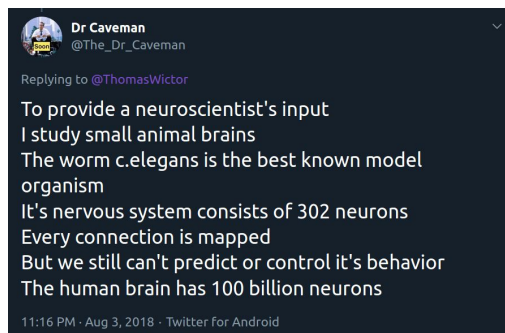 Dr Caveman
@The_Dr_Caveman
Soon
Replying to @ThomasWictor
To provide a neuroscientist's input
I study small animal brains
The worm c.elegans is the best known model
organism
It's nervous system consists of 302 neurons
Every connection is mapped
But we still can't predict or control it's behavior
The human brain has 100 billion neurons
11:16 PM · Aug 3, 2018 · Twitter for Android